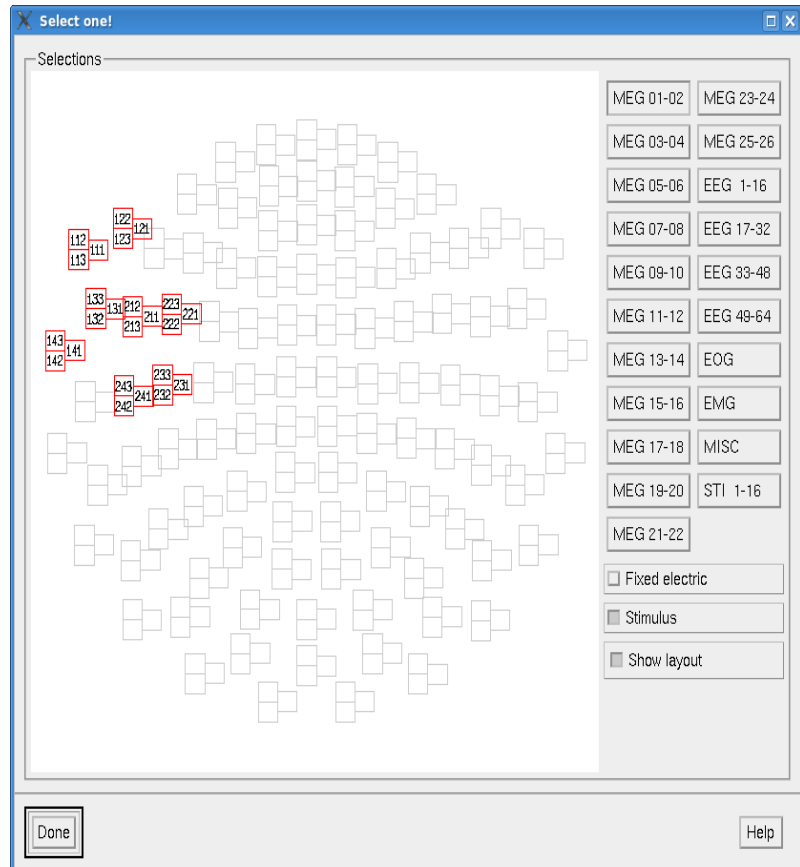 Select one!
Selections
122
121
123
112
111
113
133
131
132
212
211
213
223
221
222
143
141
142
243
241
242
233
231
232
MEG 01-02
MEG 23-24
MEG 03-04
MEG 25-26
MEG 05-06
EEG 1-16
MEG 07-08
EEG 17-32
MEG 09-10
EEG 33-48
MEG 11-12
EEG 49-64
MEG 13-14
EOG
MEG 15-16
EMG
MEG 17-18
MISC
MEG 19-20
STI 1-16
MEG 21-22
Fixed electric
Stimulus
Show layout
Done
Help